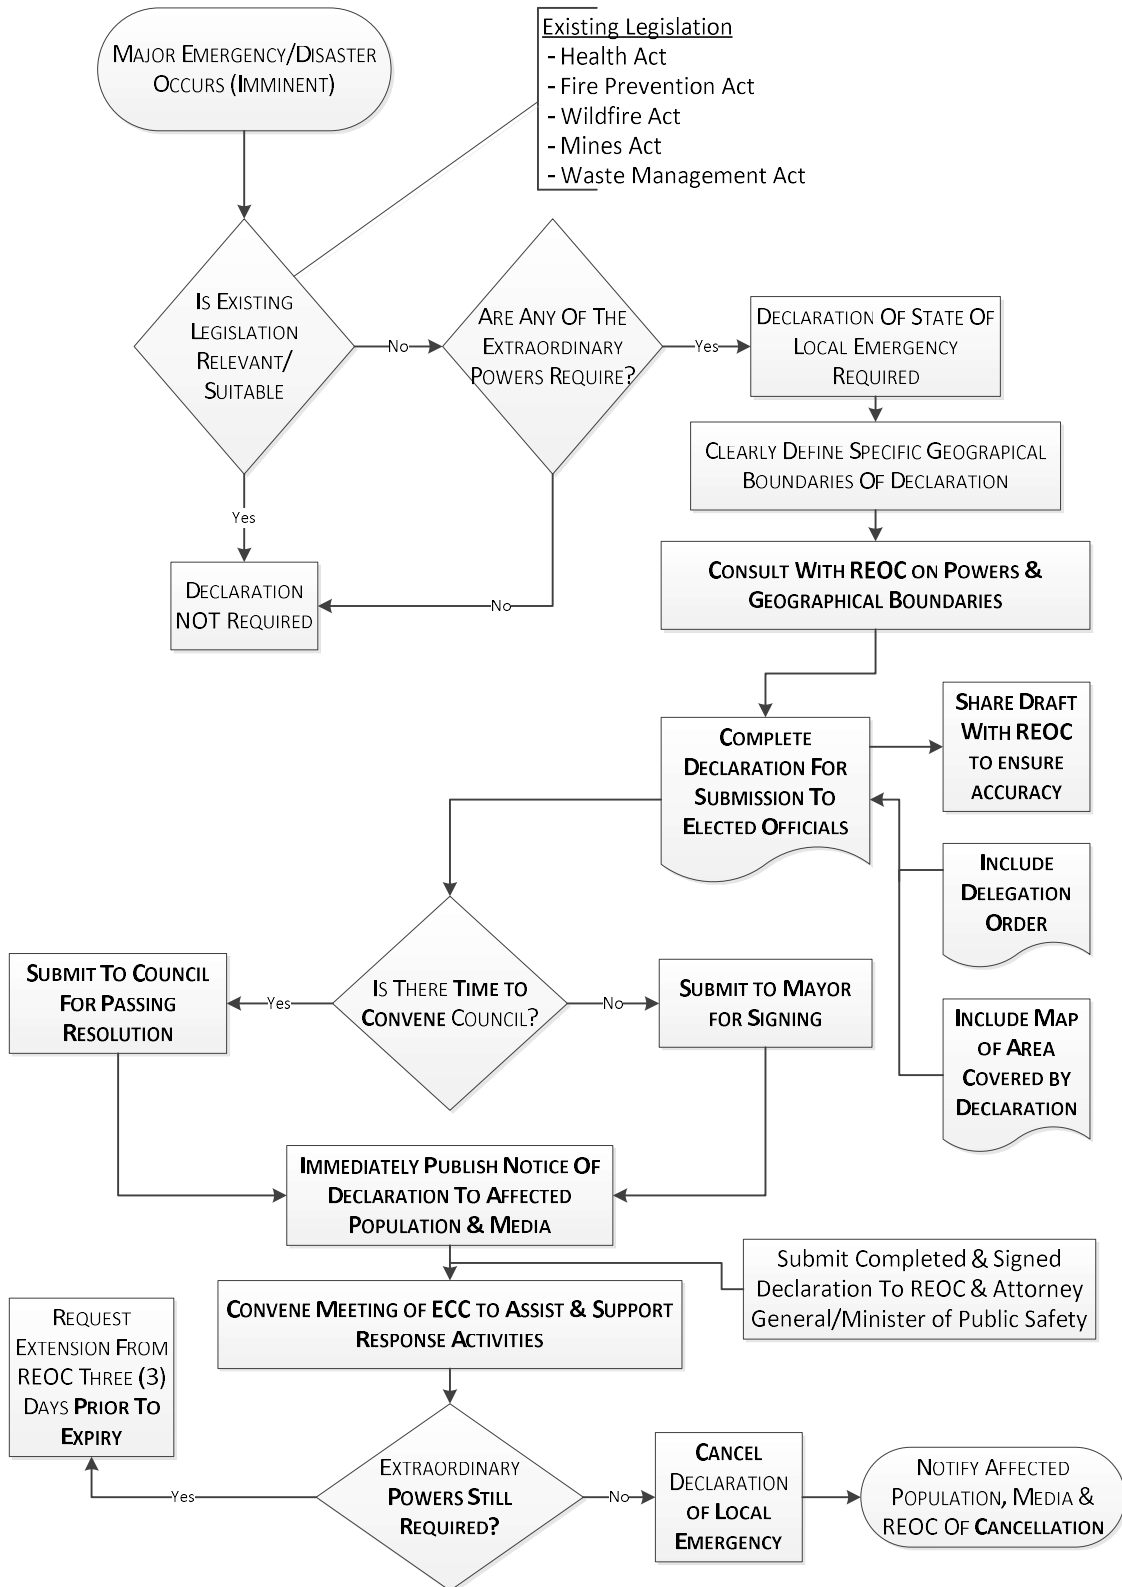 Major Emergency/Disaster
Occurs (Imminent)
Existing Legislation
- Health Act
- Fire Prevention Act
- Wildfire Act
- Mines Act
- Waste Management Act
Is Existing
Legislation
Relevant/
Suitable
No
Are Any Of The
Extraordinary
Powers Require?
Yes
Declaration Of State Of
Local Emergency
Required
Clearly Define Specific Geograpical
Boundaries Of Declaration
Yes
Declaration
NOT Required
No
Consult With REOC on Powers &
Geographical Boundaries
Complete
Declaration For
Submission To
Elected Officials
Share Draft
With REOC
to ensure
accuracy
Include
Delegation
Order
Include Map
of Area
Covered by
Declaration
Submit To Council
For Passing
Resolution
Yes
Is There Time to
Convene Council?
No
Submit to Mayor
for Signing
Immediately Publish Notice Of
Declaration To Affected
Population & Media
Submit Completed & Signed
Declaration To REOC & Attorney
General/Minister of Public Safety
Convene Meeting of ECC to Assist & Support
Response Activities
Request
Extension From
REOC Three (3)
Days Prior To
Expiry
Yes
Extraordinary
Powers Still
Required?
No
Cancel
Declaration
of Local
Emergency
Notify Affected
Population, Media &
REOC Of Cancellation